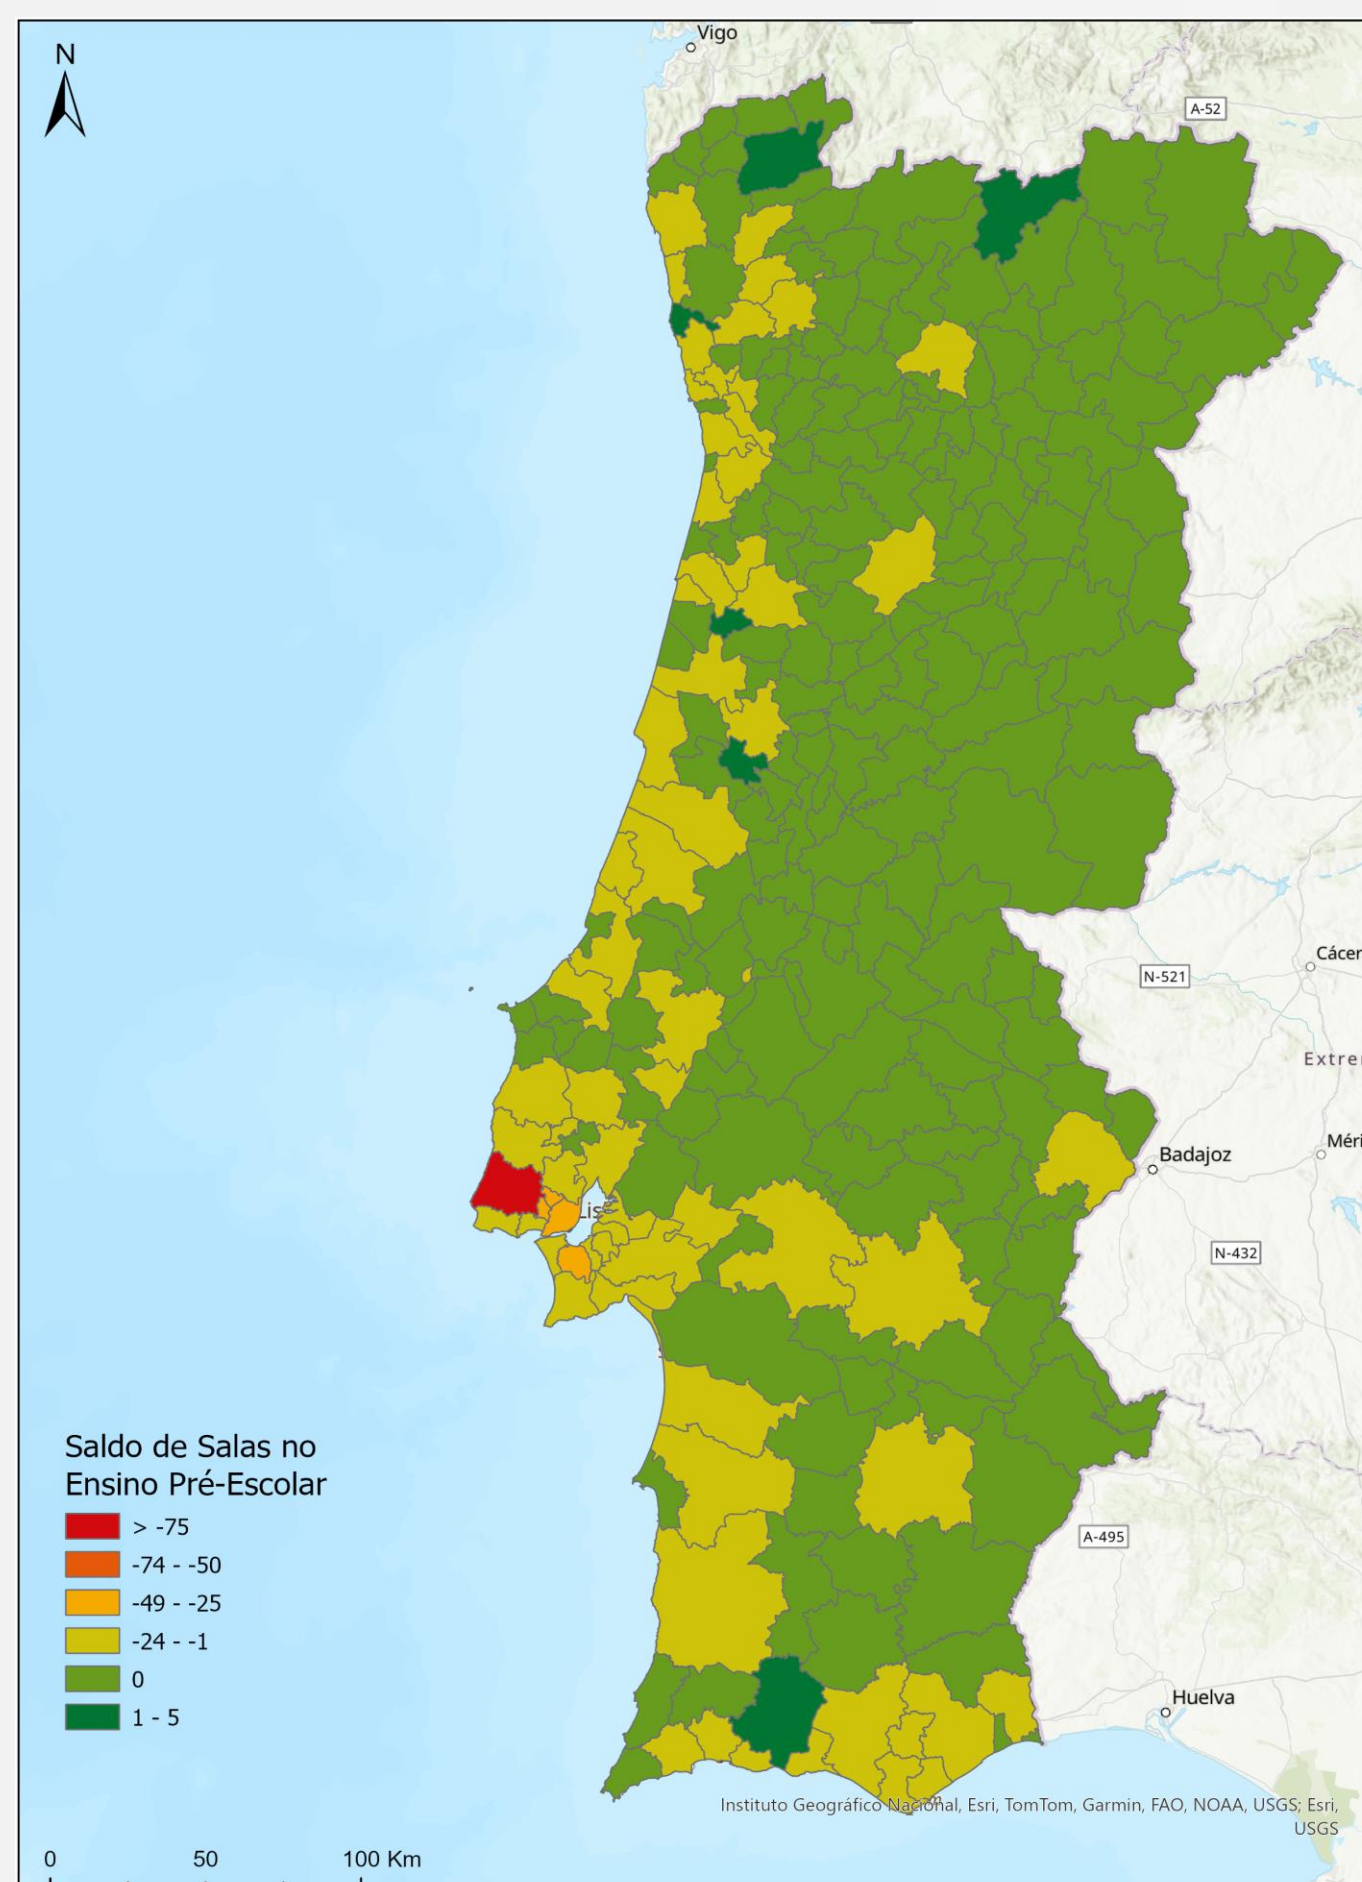 N
Vigo
A-52
Cácer
N-521
Extre
Méri
Badajoz
Lis
N-432
Saldo de Salas no
Ensino Pré-Escolar
> -75
-74 - -50
-49 - -25
-24 - -1
0
1 - 5
A-495
Huelva
Instituto Geográfico Nacional, Esri, TomTom, Garmin, FAO, NOAA, USGS; Esri,
USGS
0 50 100 Km